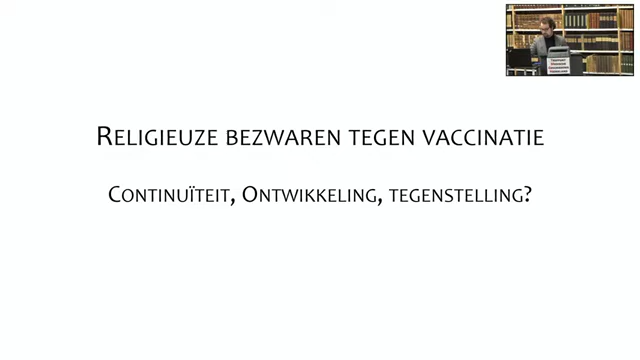 RELIGIEUZE BEZWAREN TEGEN VACCINATIE
CONTINUÏTEIT, ONTWIKKELING, TEGENSTELLING?